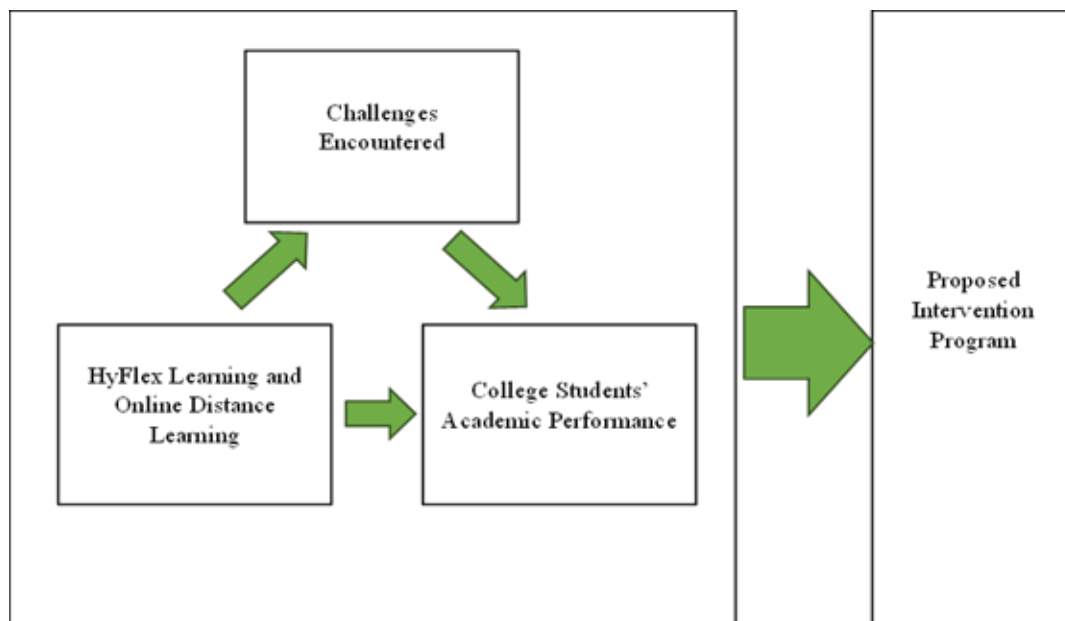 Challenges
Encountered
HyFlex Learning and
Online Distance
Learning
College Students’
Academic Performance
Proposed
Intervention
Program